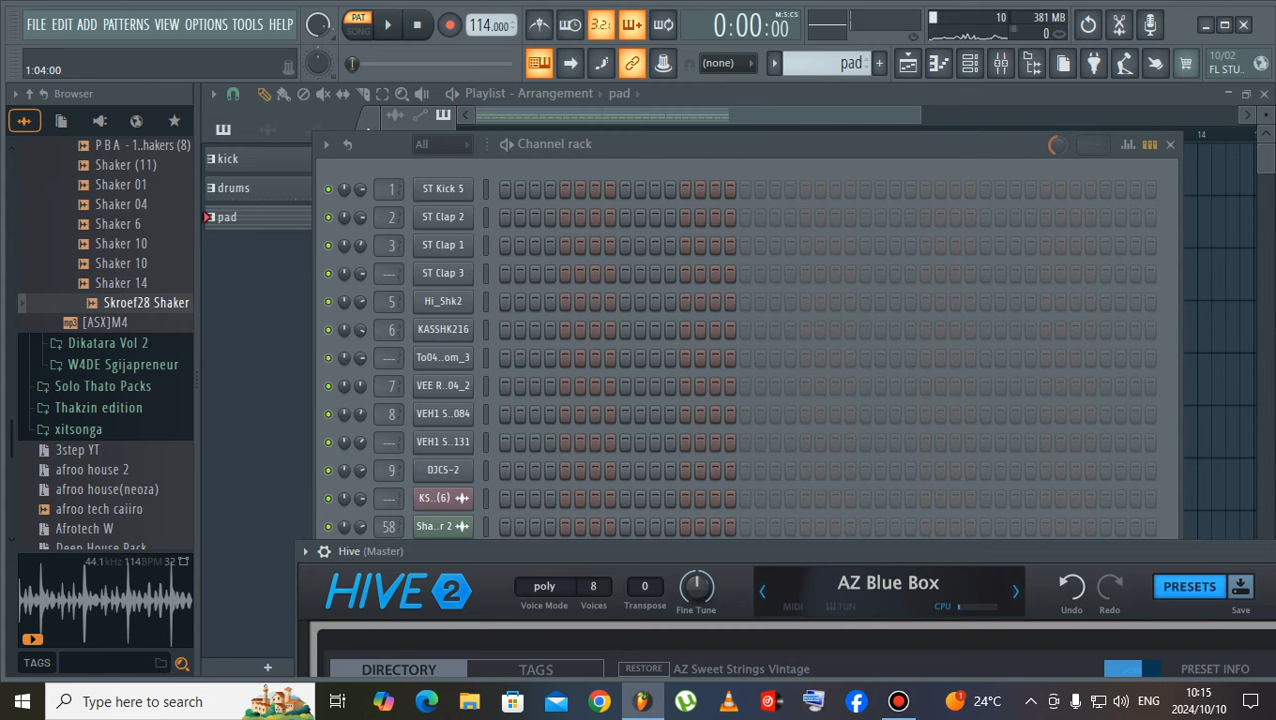 FILE EDIT ADD PATTERNS VIEW OPTIONS TOOLS HELP
PAT
SONG
114.000
3.2.
0:00:00
M:S:CS
10
381 MB
0
1:04:00
(none)
pad
10/02
FL STU..
Browser
Playlist - Arrangement
pad
P B A - 1..hakers (8)
Shaker (11)
Shaker 01
Shaker 04
Shaker 6
Shaker 10
Shaker 10
Shaker 14
Skroef28 Shaker
[ASX]M4
Dikatara Vol 2
W4DE Sgijapreneur
Solo Thato Packs
Thakzin edition
xitsonga
3step YT
afroo house 2
afroo house(neoza)
afroo tech cairo
Afrotech W
Deep House Pack
44.1kHz 114BPM 32
TAGS
kick
drums
pad
All
Channel rack
14
1 ST Kick 5
2 ST Clap 2
3 ST Clap 1
--- ST Clap 3
5 Hi_Shk2
6 KASSHK216
--- To04..om_3
7 VEE R..04_2
8 VEH1 S..084
--- VEH1 S..131
9 DJCS-2
--- KS..(6)
58 Sha..r 2
Hive (Master)
HIVE 2
poly 8
Voice Mode Voices
0
Transpose
Fine Tune
AZ Blue Box
MIDI TUN CPU
Undo Redo
PRESETS
Save
DIRECTORY TAGS
RESTORE
AZ Sweet Strings Vintage
PRESET INFO
Type here to search
1
24°C
ENG
10:15
2024/10/10